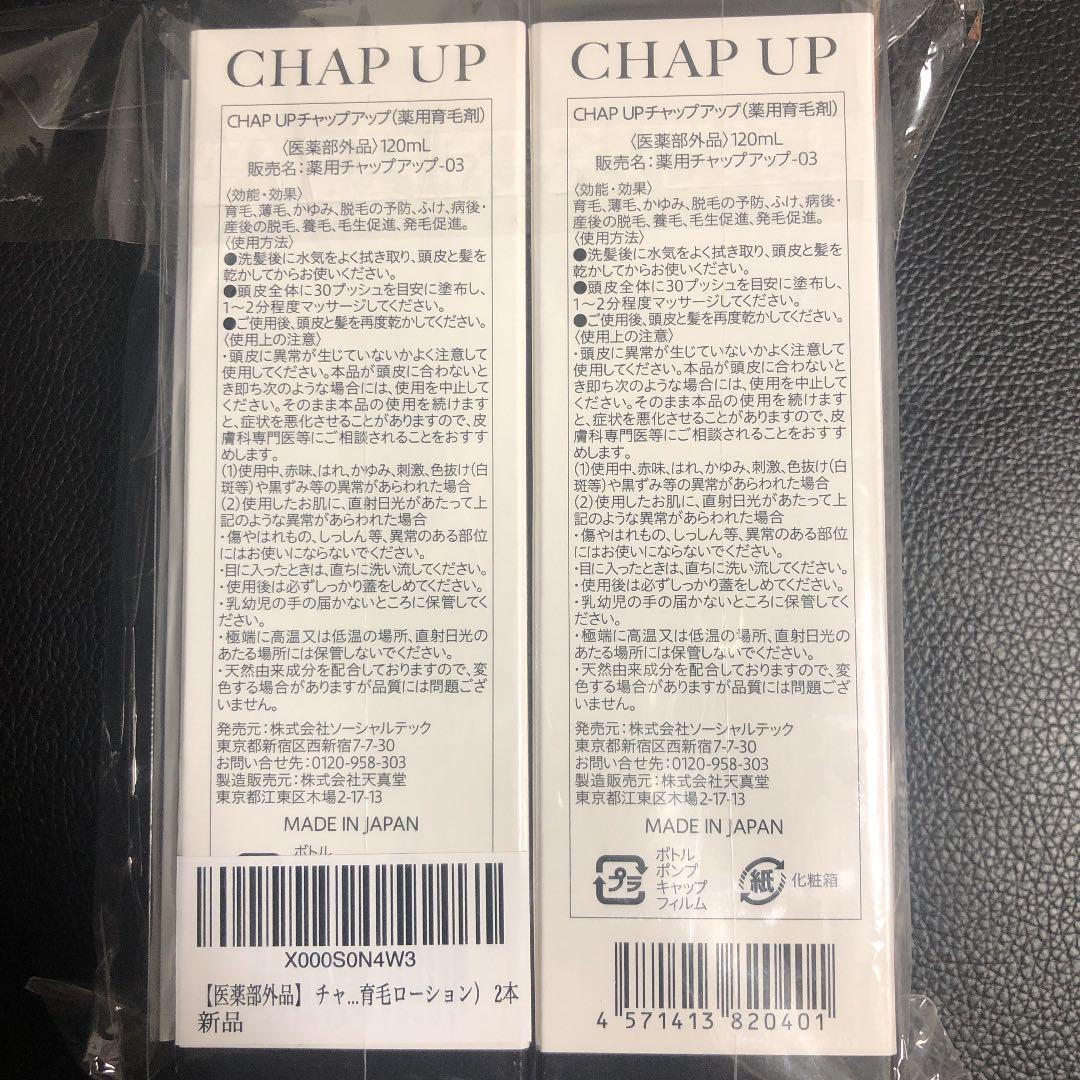 CHAP UP
CHAP UPチャップアップ(薬用育毛剤)
〈医薬部外品〉120mL
販売名:薬用チャップアップ-03
〈効能・効果〉
育毛、薄毛、かゆみ、脱毛の予防、ふけ、病後・
産後の脱毛、養毛、毛生促進、発毛促進。
〈使用方法〉
●洗髪後に水気をよく拭き取り、頭皮と髪を
乾かしてからお使いください。
●頭皮全体に30プッシュを目安に塗布し、
1〜2分程度マッサージしてください。
●ご使用後、頭皮と髪を再度乾かしてください。
〈使用上の注意〉
・頭皮に異常が生じていないかよく注意して
使用してください。本品が頭皮に合わないと
き即ち次のような場合には、使用を中止して
ください。そのまま本品の使用を続けます
と、症状を悪化させることがありますので、皮
膚科専門医等にご相談されることをおすす
めします。
(1)使用中、赤味、はれ、かゆみ、刺激、色抜け(白
斑等)や黒ずみ等の異常があらわれた場合
(2)使用したお肌に、直射日光があたって上
記のような異常があらわれた場合
・傷やはれもの、しっしん等、異常のある部位
にはお使いにならないでください。
・目に入ったときは、直ちに洗い流してください。
・使用後は必ずしっかり蓋をしめてください。
・乳幼児の手の届かないところに保管してく
ださい。
・極端に高温又は低温の場所、直射日光の
あたる場所には保管しないでください。
・天然由来成分を配合しておりますので、変
色する場合がありますが品質には問題ござ
いません。
発売元:株式会社ソーシャルテック
東京都新宿区西新宿7-7-30
お問い合せ先:0120-958-303
製造販売元:株式会社天真堂
東京都江東区木場2-17-13
MADE IN JAPAN
ボトル
X000S0N4W3
【医薬部外品】 チャ...育毛ローション） 2本
新品
CHAP UP
CHAP UPチャップアップ(薬用育毛剤)
〈医薬部外品〉120mL
販売名:薬用チャップアップ-03
〈効能・効果〉
育毛、薄毛、かゆみ、脱毛の予防、ふけ、病後・
産後の脱毛、養毛、毛生促進、発毛促進。
〈使用方法〉
●洗髪後に水気をよく拭き取り、頭皮と髪を
乾かしてからお使いください。
●頭皮全体に30プッシュを目安に塗布し、
1〜2分程度マッサージしてください。
●ご使用後、頭皮と髪を再度乾かしてください。
〈使用上の注意〉
・頭皮に異常が生じていないかよく注意して
使用してください。本品が頭皮に合わないと
き即ち次のような場合には、使用を中止して
ください。そのまま本品の使用を続けます
と、症状を悪化させることがありますので、皮
膚科専門医等にご相談されることをおすす
めします。
(1)使用中、赤味、はれ、かゆみ、刺激、色抜け(白
斑等)や黒ずみ等の異常があらわれた場合
(2)使用したお肌に、直射日光があたって上
記のような異常があらわれた場合
・傷やはれもの、しっしん等、異常のある部位
にはお使いにならないでください。
・目に入ったときは、直ちに洗い流してください。
・使用後は必ずしっかり蓋をしめてください。
・乳幼児の手の届かないところに保管してく
ださい。
・極端に高温又は低温の場所、直射日光の
あたる場所には保管しないでください。
・天然由来成分を配合しておりますので、変
色する場合がありますが品質には問題ござ
いません。
発売元:株式会社ソーシャルテック
東京都新宿区西新宿7-7-30
お問い合せ先:0120-958-303
製造販売元:株式会社天真堂
東京都江東区木場2-17-13
MADE IN JAPAN
プラ
ボトル
ポンプ
キャップ
フィルム
紙
化粧箱
4 571413 820401